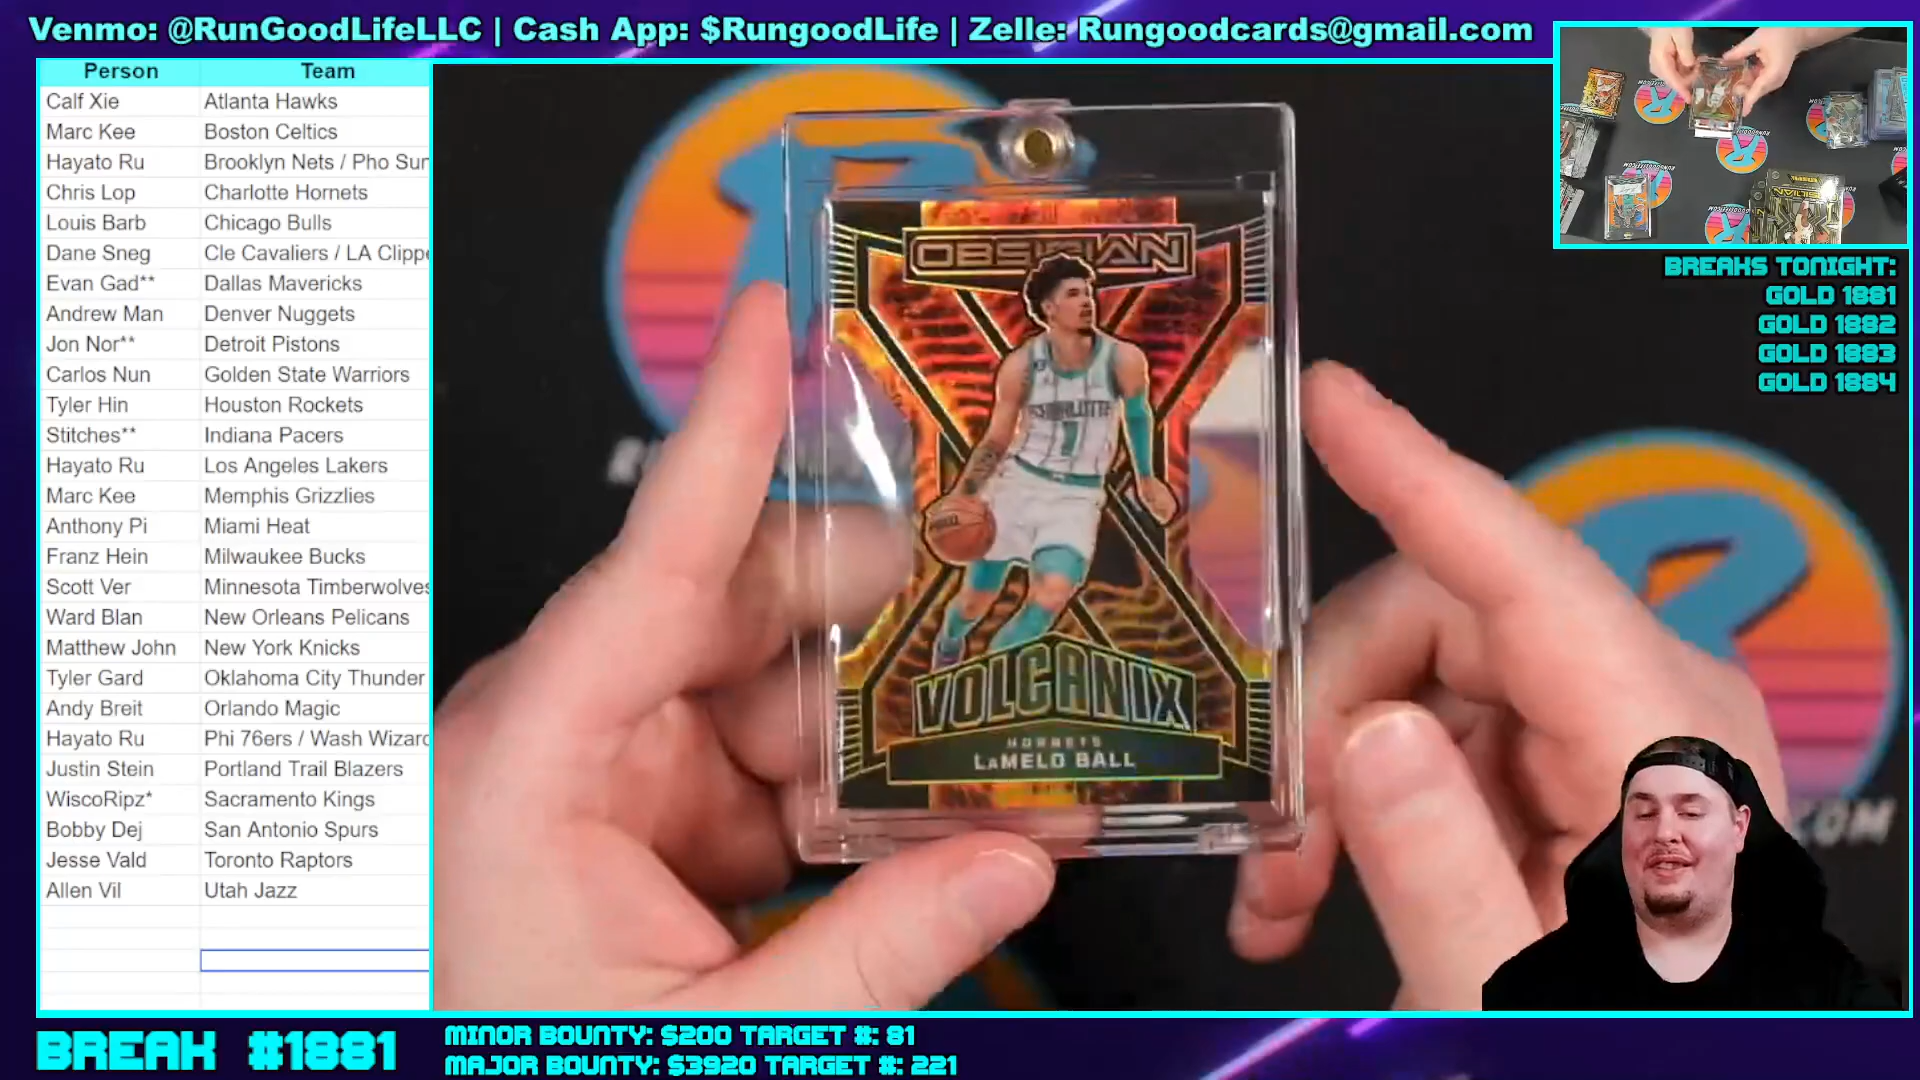 Venmo: @RunGoodLifeLLC | Cash App: $RungoodLife | Zelle: Rungoodcards@gmail.com
Person Team
Calf Xie Atlanta Hawks
Marc Kee Boston Celtics
Hayato Ru Brooklyn Nets / Pho Sun
Chris Lop Charlotte Hornets
Louis Barb Chicago Bulls
Dane Sneg Cle Cavaliers / LA Clippe
Evan Gad** Dallas Mavericks
Andrew Man Denver Nuggets
Jon Nor** Detroit Pistons
Carlos Nun Golden State Warriors
Tyler Hin Houston Rockets
Stitches** Indiana Pacers
Hayato Ru Los Angeles Lakers
Marc Kee Memphis Grizzlies
Anthony Pi Miami Heat
Franz Hein Milwaukee Bucks
Scott Ver Minnesota Timberwolves
Ward Blan New Orleans Pelicans
Matthew John New York Knicks
Tyler Gard Oklahoma City Thunder
Andy Breit Orlando Magic
Hayato Ru Phi 76ers / Wash Wizard
Justin Stein Portland Trail Blazers
WiscoRipz* Sacramento Kings
Bobby Dej San Antonio Spurs
Jesse Vald Toronto Raptors
Allen Vil Utah Jazz
OBSIDIAN
CHARLOTTE
1
VOLCANIX
HORNETS
LaMELO BALL
BREAKS TONIGHT:
GOLD 1881
GOLD 1882
GOLD 1883
GOLD 1884
BREAK #1881
MINOR BOUNTY: $200 TARGET #: 81
MAJOR BOUNTY: $3920 TARGET #: 221